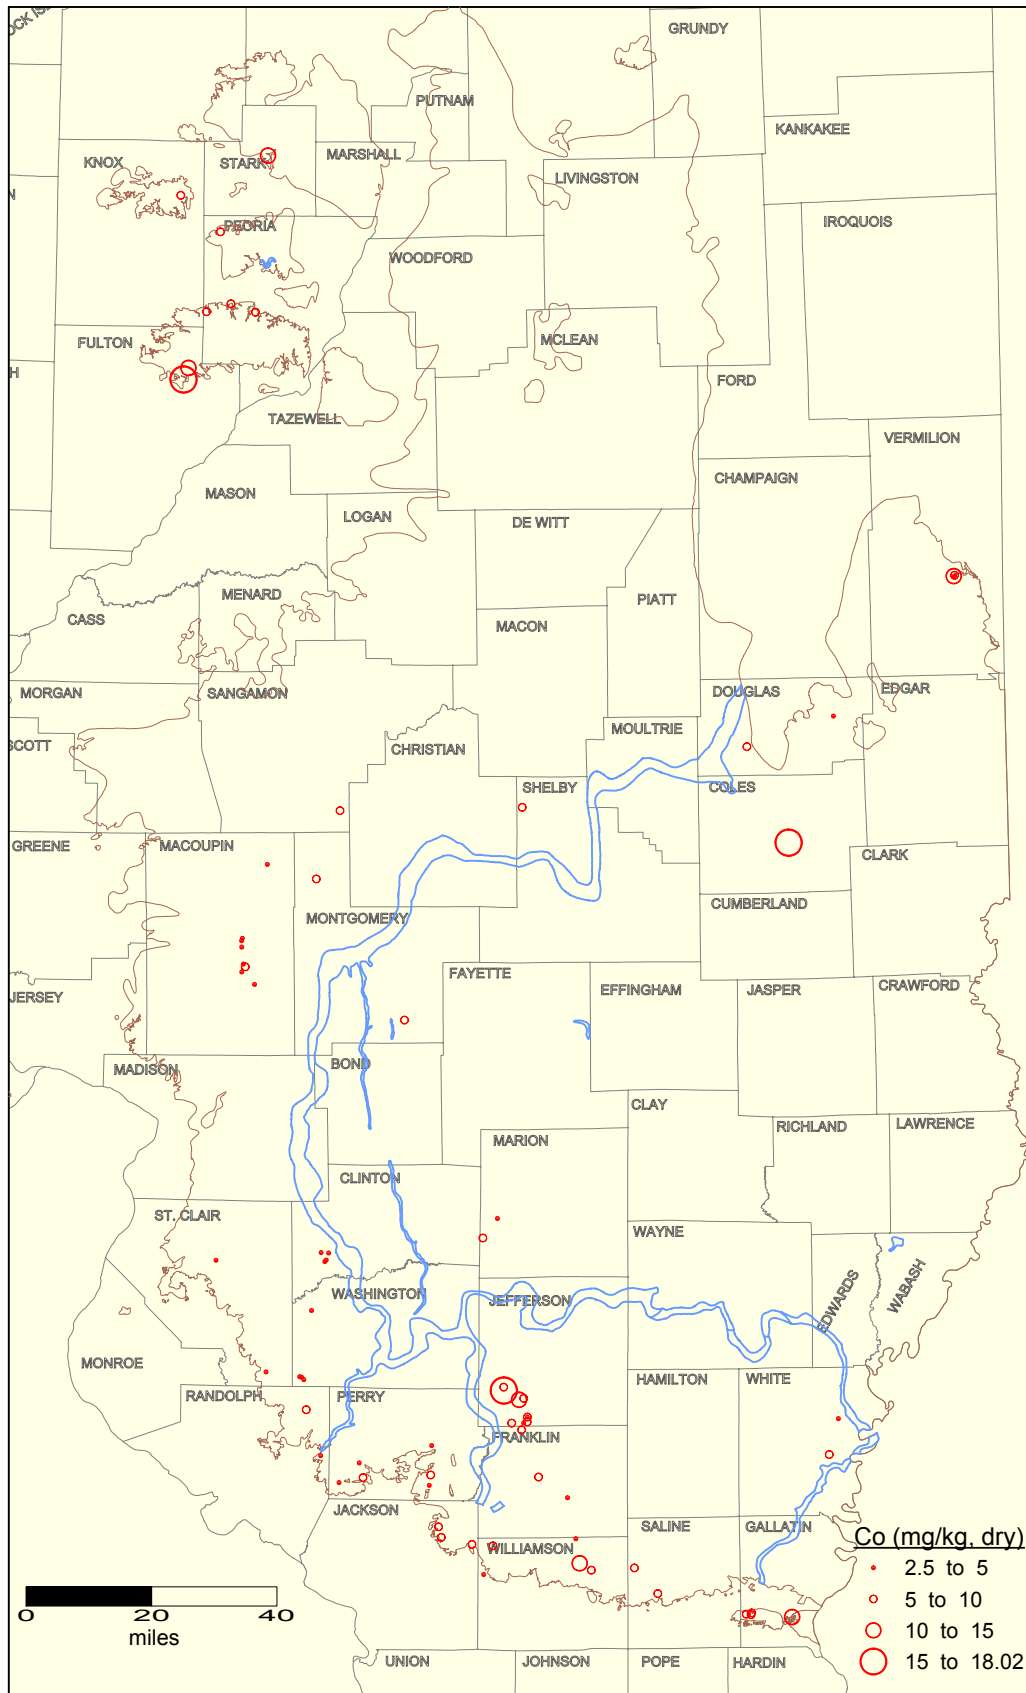 GRUNDY
PUTNAM
KANKAKEE
KNOX
STARK
MARSHALL
LIVINGSTON
PEORIA
IROQUOIS
WOODFORD
FULTON
MCLEAN
FORD
TAZEWELL
VERMILION
MASON
CHAMPAIGN
LOGAN
DE WITT
MENARD
PIATT
CASS
MACON
MORGAN
SANGAMON
DOUGLAS
EDGAR
SCOTT
MOULTRIE
CHRISTIAN
SHELBY
COLES
GREENE
MACOUPIN
CLARK
CUMBERLAND
MONTGOMERY
FAYETTE
JERSEY
EFFINGHAM
JASPER
CRAWFORD
MADISON
BOND
CLAY
RICHLAND
LAWRENCE
MARION
CLINTON
ST. CLAIR
WAYNE
WASHINGTON
JEFFERSON
EDWARDS
WABASH
MONROE
RANDOLPH
PERRY
HAMILTON
WHITE
FRANKLIN
JACKSON
SALINE
GALLATIN
WILLIAMSON
UNION
JOHNSON
POPE
HARDIN
Co (mg/kg, dry)
2.5 to 5
5 to 10
10 to 15
15 to 18.02
0 20 40
miles